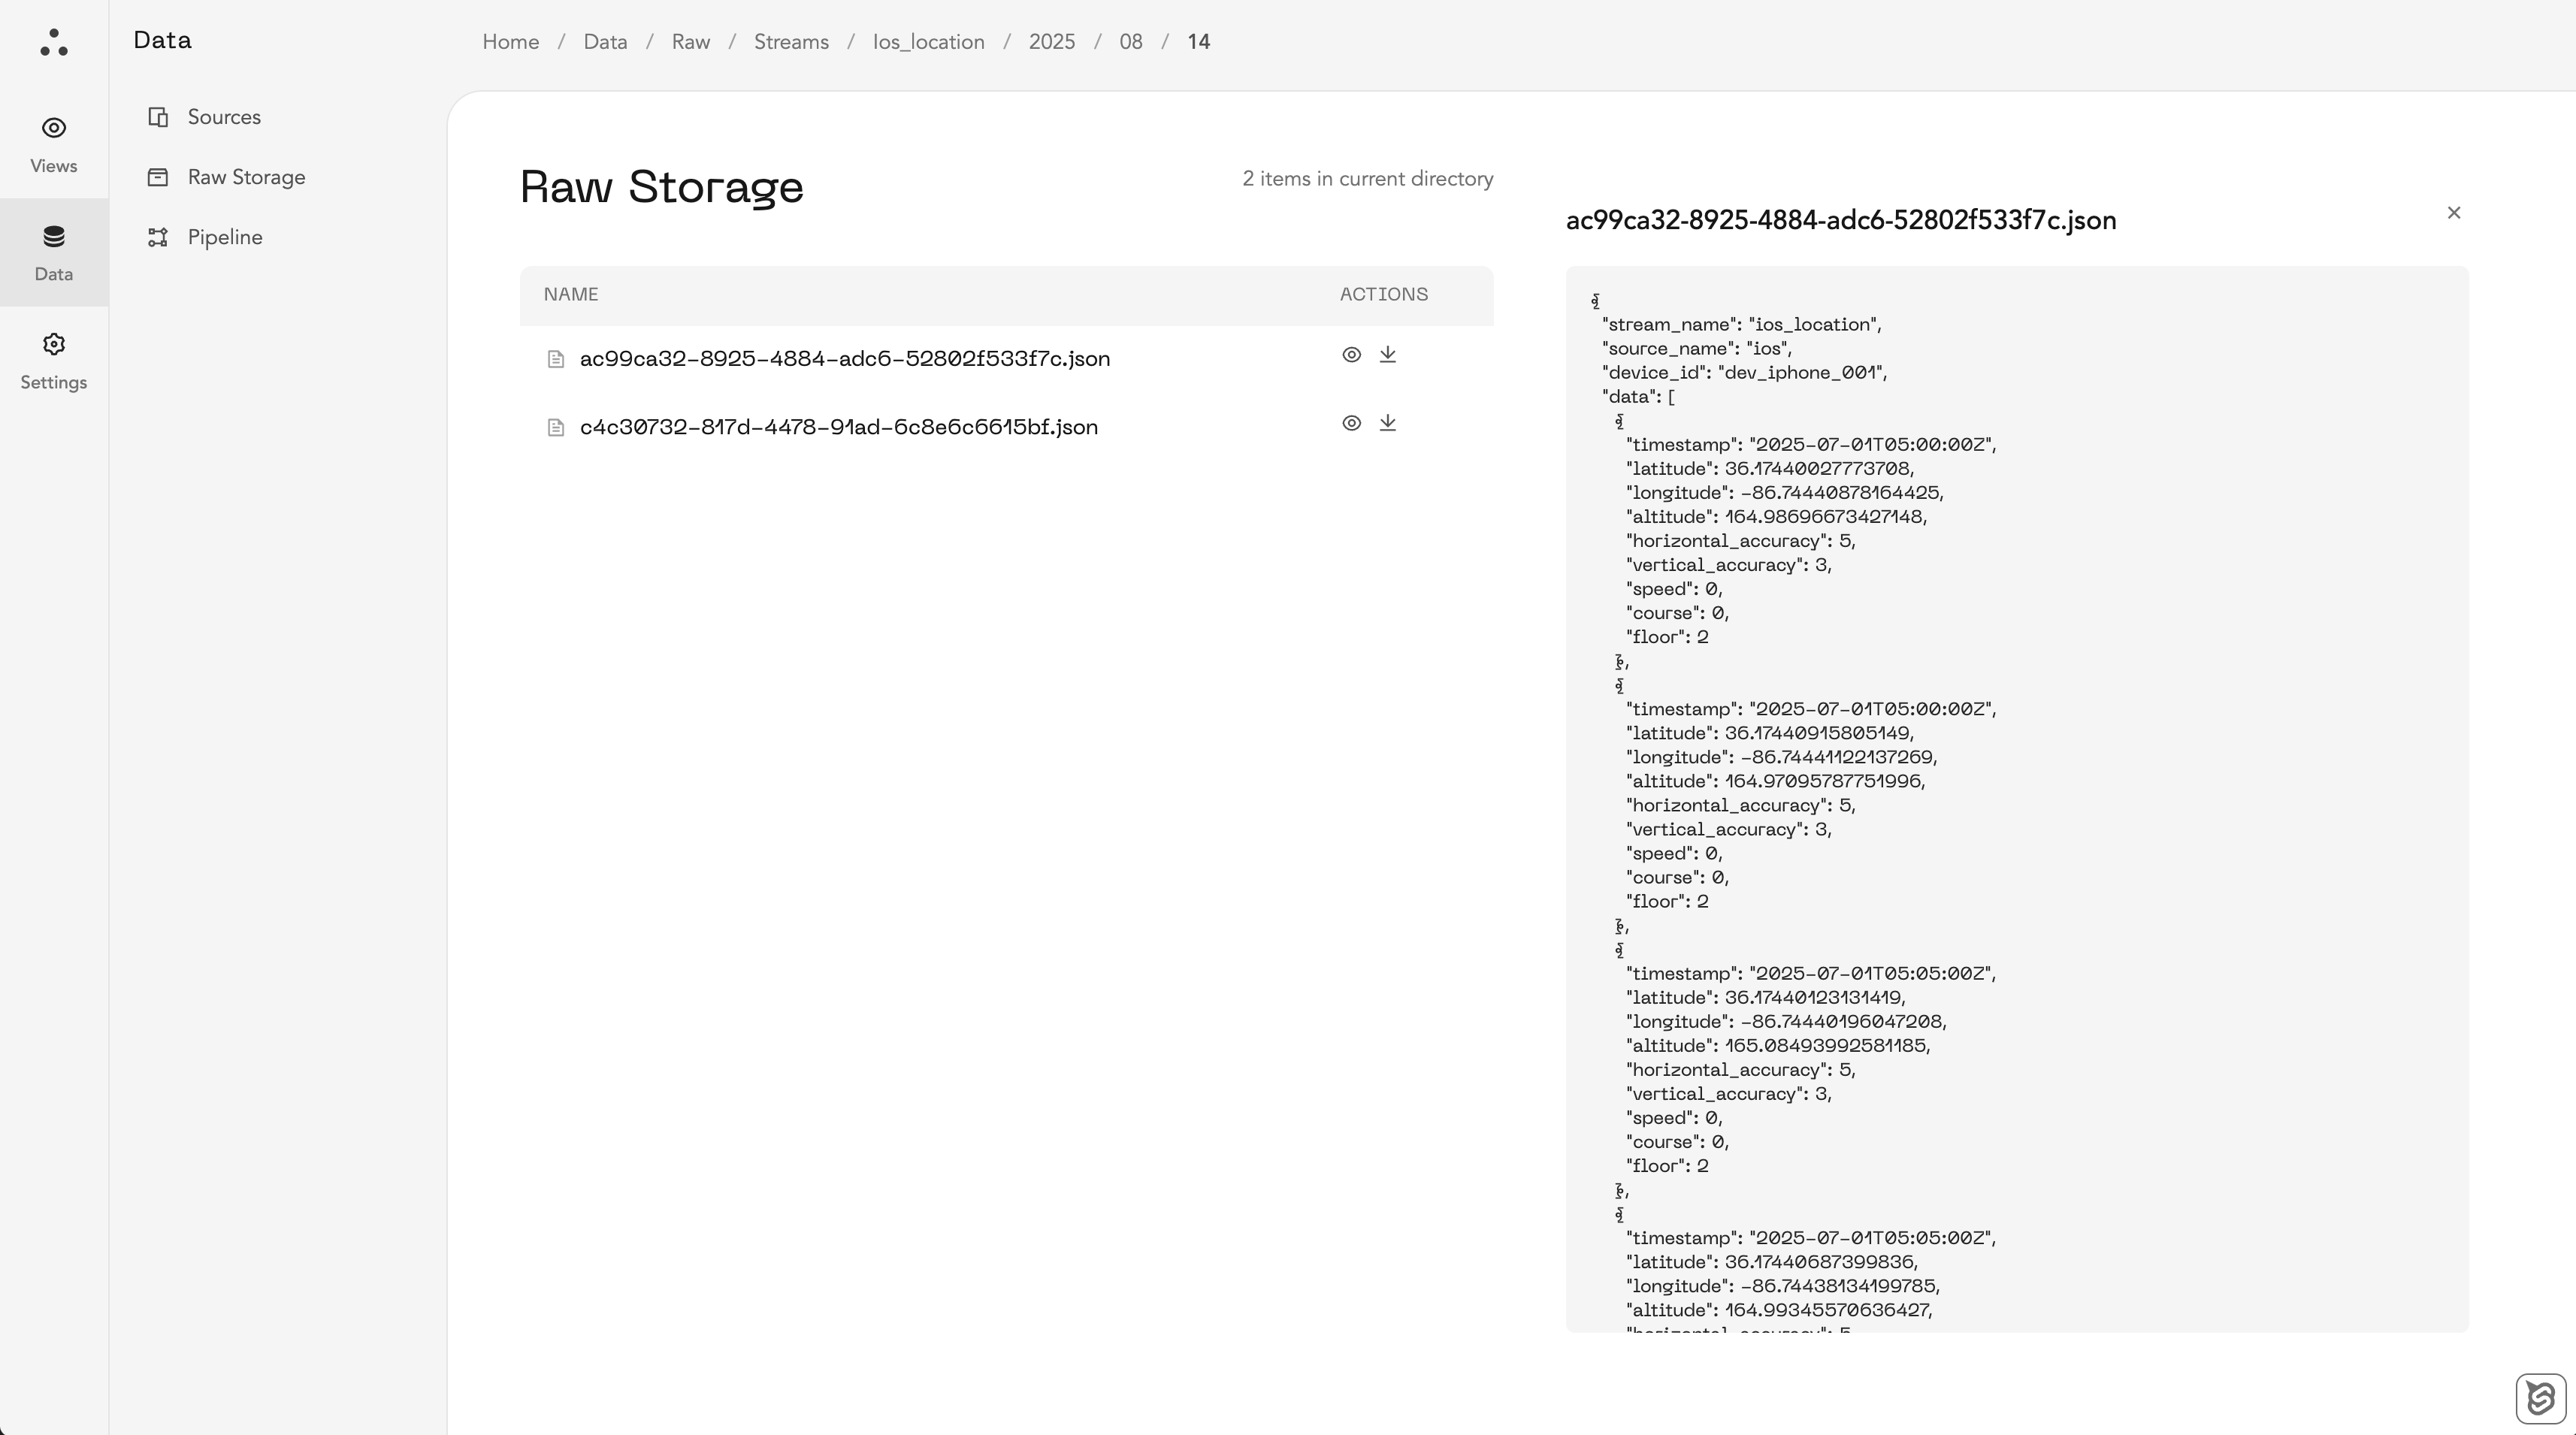 Data
Home / Data / Raw / Streams / Ios_location / 2025 / 08 / 14
Views
Data
Settings
Sources
Raw Storage
Pipeline
Raw Storage
2 items in current directory
NAME ACTIONS
ac99ca32-8925-4884-adc6-52802f533f7c.json
c4c30732-817d-4478-91ad-6c8e6c6615bf.json
ac99ca32-8925-4884-adc6-52802f533f7c.json
{
"stream_name": "ios_location",
"source_name": "ios",
"device_id": "dev_iphone_001",
"data": [
{
"timestamp": "2025-07-01T05:00:00Z",
"latitude": 36.17440027773708,
"longitude": -86.74440878164425,
"altitude": 164.98696673427148,
"horizontal_accuracy": 5,
"vertical_accuracy": 3,
"speed": 0,
"course": 0,
"floor": 2
},
{
"timestamp": "2025-07-01T05:00:00Z",
"latitude": 36.17440915805149,
"longitude": -86.74441122137269,
"altitude": 164.97095787751996,
"horizontal_accuracy": 5,
"vertical_accuracy": 3,
"speed": 0,
"course": 0,
"floor": 2
},
{
"timestamp": "2025-07-01T05:05:00Z",
"latitude": 36.17440123131419,
"longitude": -86.74440196047208,
"altitude": 165.08493992581185,
"horizontal_accuracy": 5,
"vertical_accuracy": 3,
"speed": 0,
"course": 0,
"floor": 2
},
{
"timestamp": "2025-07-01T05:05:00Z",
"latitude": 36.17440687399836,
"longitude": -86.74438134199785,
"altitude": 164.99345570636427,
"horizontal_accuracy": 5,